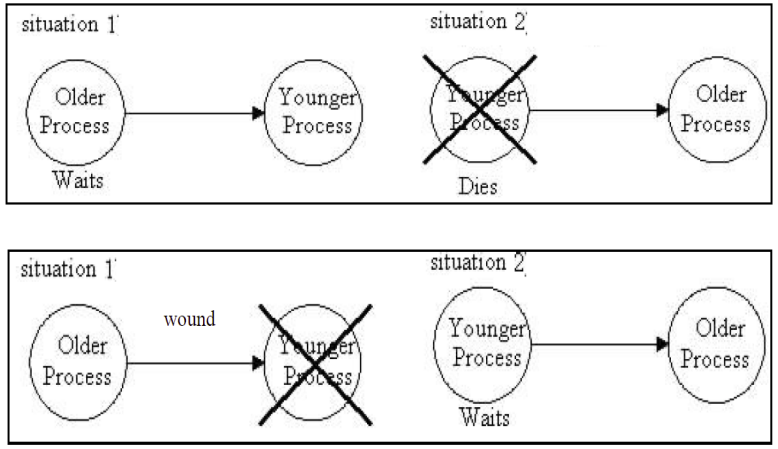 situation 1
situation 2
Older
Process
Younger
Process
Younger
Process
Older
Process
Waits
Dies
situation 1
situation 2
wound
Older
Process
Younger
Process
Younger
Process
Older
Process
Waits